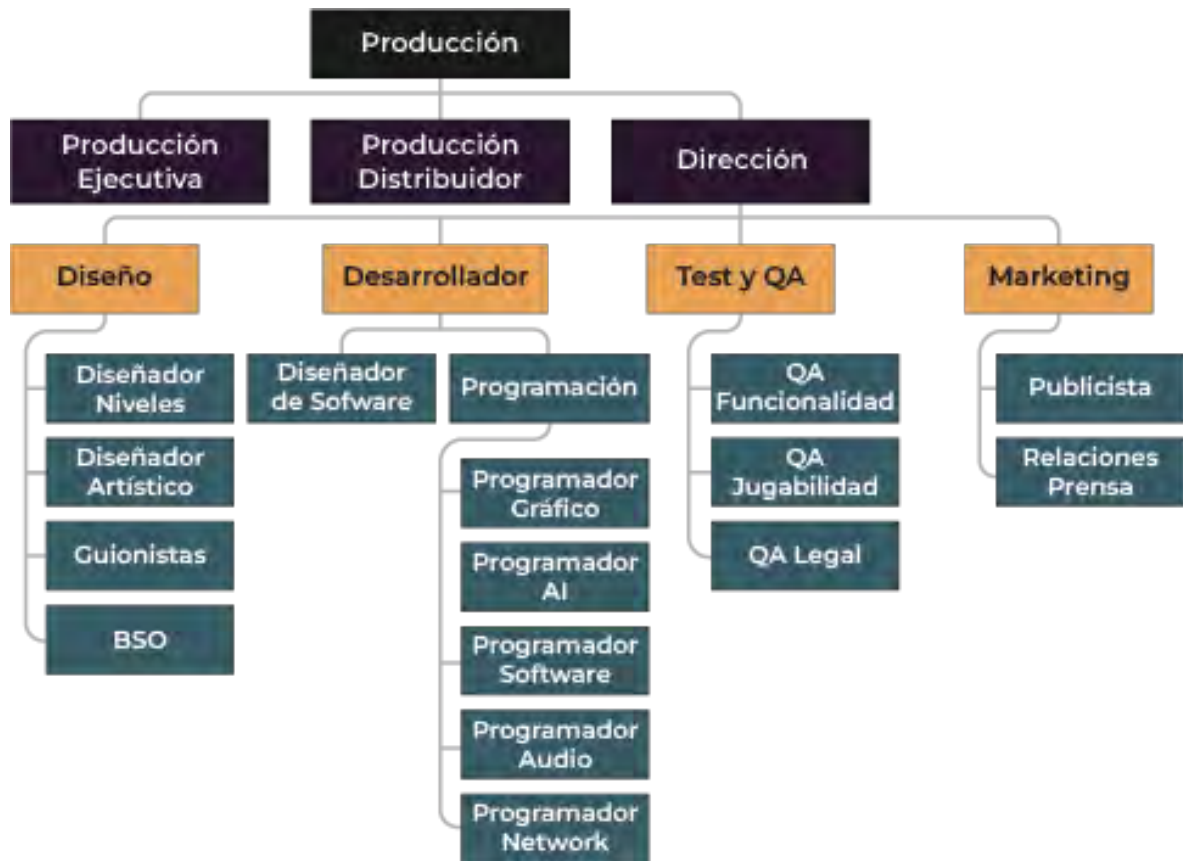 Producción
Producción
Ejecutiva
Producción
Distribuidor
Dirección
Diseño
Desarrollador
Test y QA
Marketing
Diseñador
Niveles
Diseñador
Artístico
Guionistas
BSO
Diseñador
de Sofware
Programación
Programador
Gráfico
Programador
AI
Programador
Software
Programador
Audio
Programador
Network
QA
Funcionalidad
QA
Jugabilidad
QA Legal
Publicista
Relaciones
Prensa